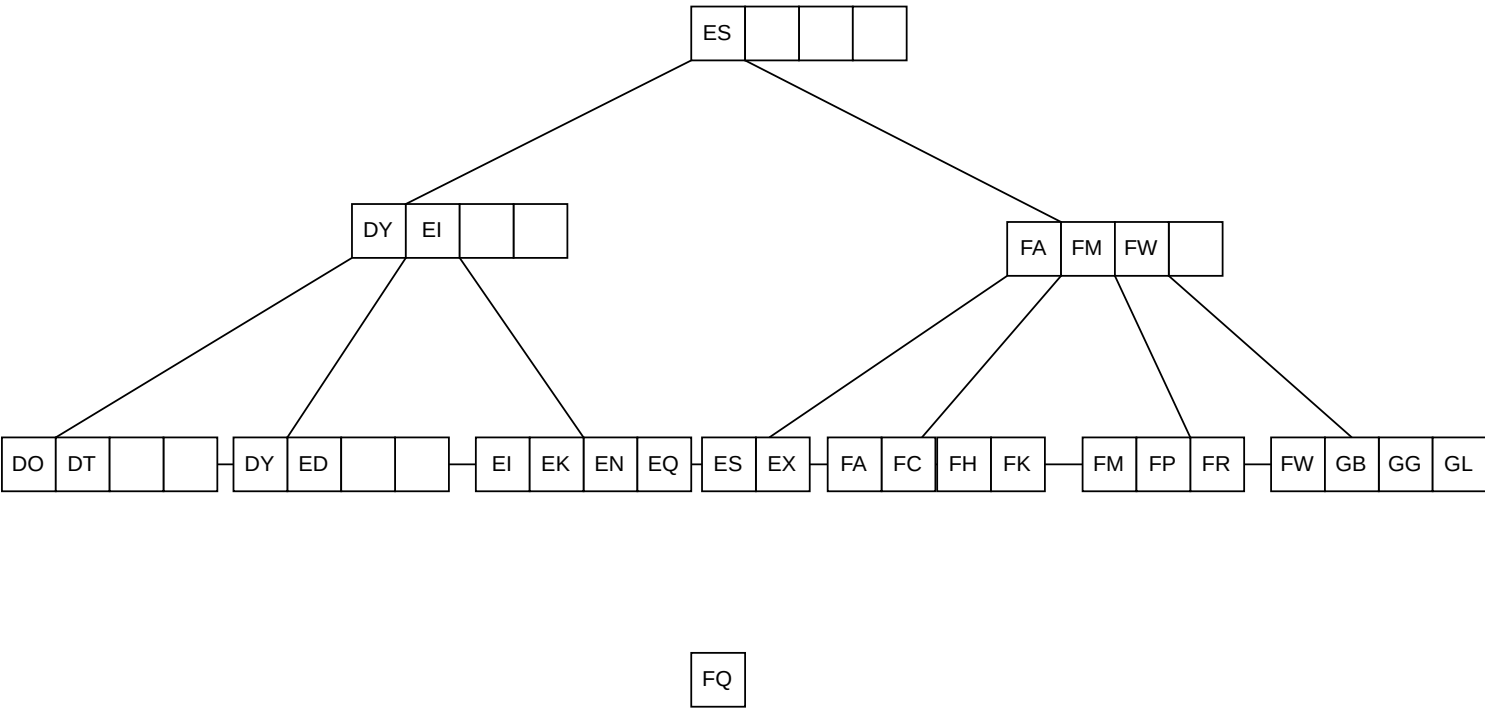 ES
DY EI
FA FM FW
DO DT DY ED EI EK EN EQ ES EX FA FC FH FK FM FP FR FW GB GG GL
FQ